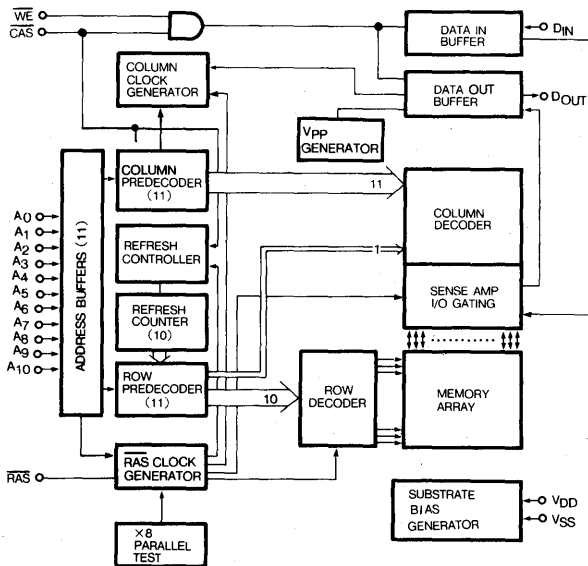 WE
CAS
DATA IN
BUFFER
DIN
COLUMN
CLOCK
GENERATOR
DATA OUT
BUFFER
DOUT
VPP
GENERATOR
COLUMN
PREDECODER
(11)
11
COLUMN
DECODER
A0
A1
A2
A3
A4
A5
A6
A7
A8
A9
A10
ADDRESS BUFFERS (11)
REFRESH
CONTROLLER
1
SENSE AMP
I/O GATING
REFRESH
COUNTER
(10)
ROW
PREDECODER
(11)
10
ROW
DECODER
MEMORY
ARRAY
RAS
RAS CLOCK
GENERATOR
SUBSTRATE
BIAS
GENERATOR
VDD
VSS
×8
PARALLEL
TEST